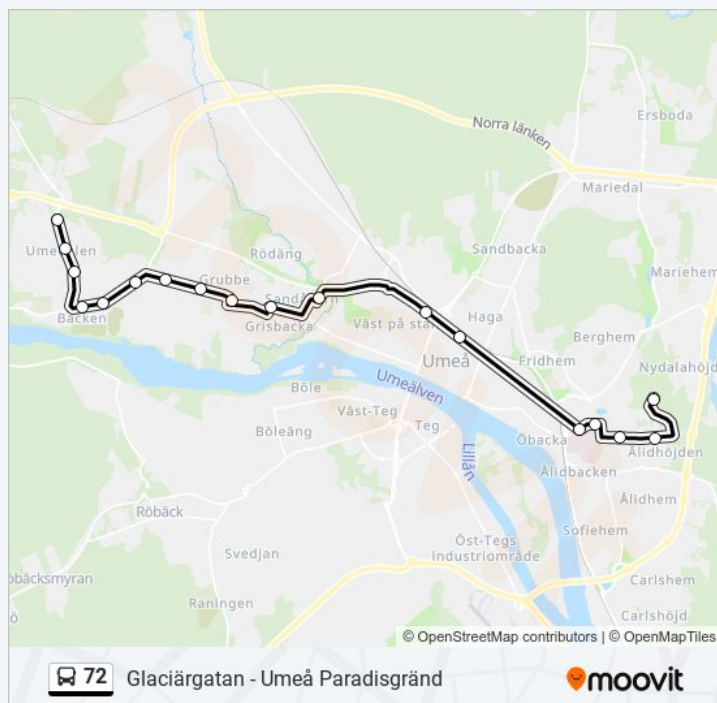 Norra länken
Ersboda
Mariedal
Sandbacka
Mariehem
Umedalen
Rödäng
Grubbe
Sandåkern
Grisbacka
Backen
Väst på stan
Haga
Berghem
Fridhem
Nydalahöjd
Umeå
Umeälven
Böle
Väst-Teg
Teg
Böleäng
Öbacka
Ålidhöjden
Ålidbacken
Lillån
Ålidhem
Röbäck
Svedjan
Öst-Tegs
industriområde
Sofiehem
öbäcksmyran
Carlshem
Raningen
Carlshöjd
© OpenStreetMap contributors | © OpenMapTiles
72 Glaciärgatan - Umeå Paradisgränd
moovit